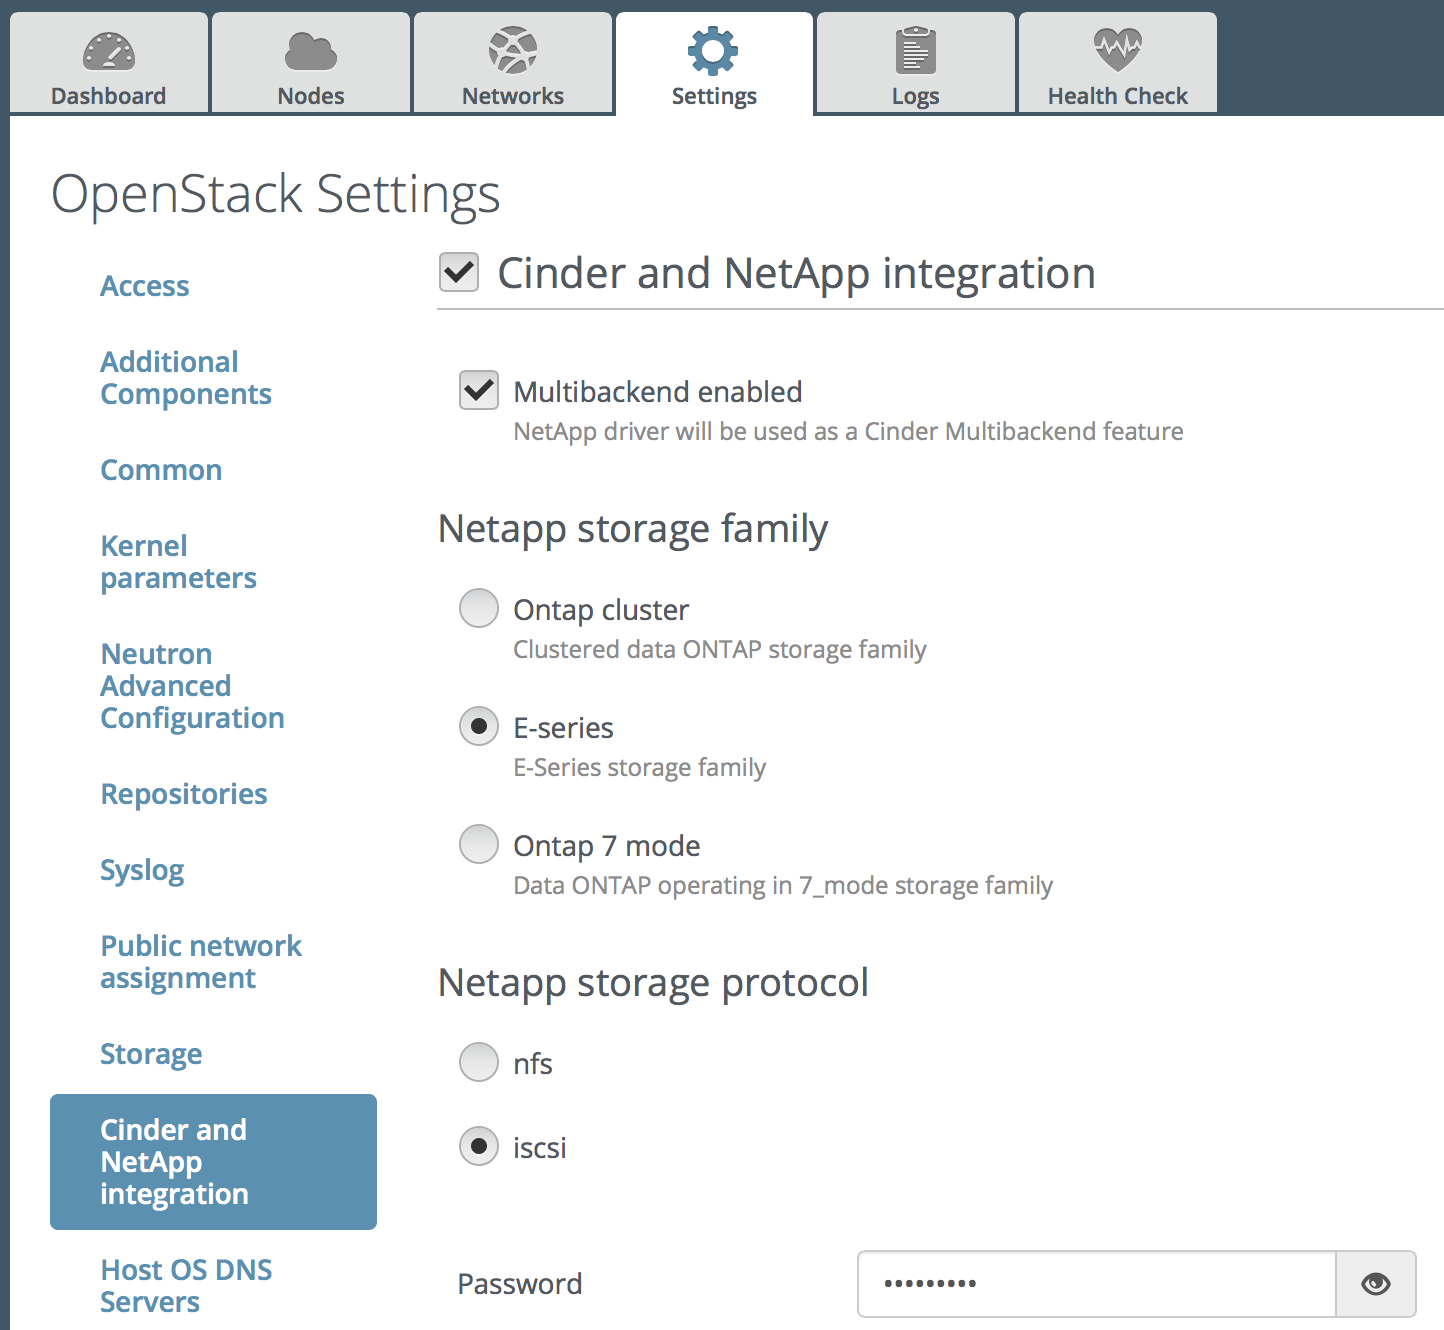 Dashboard
Nodes
Networks
Settings
Logs
Health Check
OpenStack Settings
Access
Additional
Components
Common
Kernel
parameters
Neutron
Advanced
Configuration
Repositories
Syslog
Public network
assignment
Storage
Cinder and
NetApp
integration
Host OS DNS
Servers
Cinder and NetApp integration
Multibackend enabled
NetApp driver will be used as a Cinder Multibackend feature
Netapp storage family
Ontap cluster
Clustered data ONTAP storage family
E-series
E-Series storage family
Ontap 7 mode
Data ONTAP operating in 7_mode storage family
Netapp storage protocol
nfs
iscsi
Password
•••••••••